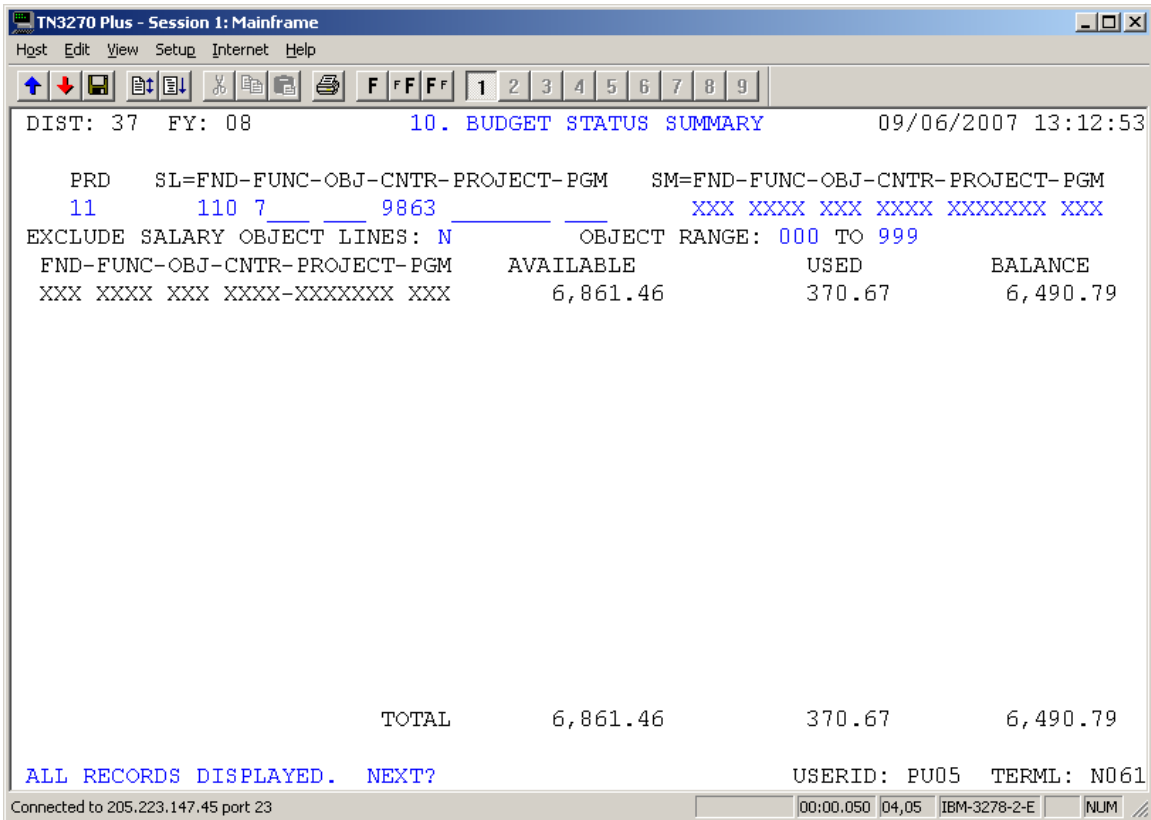 TN3270 Plus - Session 1: Mainframe
Host Edit View Setup Internet Help
F F F F F 1 2 3 4 5 6 7 8 9
DIST: 37 FY: 08 10. BUDGET STATUS SUMMARY 09/06/2007 13:12:53
PRD SL=FND-FUNC-OBJ-CNTR-PROJECT-PGM SM=FND-FUNC-OBJ-CNTR-PROJECT-PGM
11 110 7___ ___ 9863 _______ ___ XXX XXXX XXX XXXX XXXXXXX XXX
EXCLUDE SALARY OBJECT LINES: N OBJECT RANGE: 000 TO 999
FND-FUNC-OBJ-CNTR-PROJECT-PGM AVAILABLE USED BALANCE
XXX XXXX XXX XXXX-XXXXXXX XXX 6,861.46 370.67 6,490.79
TOTAL 6,861.46 370.67 6,490.79
ALL RECORDS DISPLAYED. NEXT? USERID: PU05 TERML: N061
Connected to 205.223.147.45 port 23 00:00.050 04,05 IBM-3278-2-E NUM